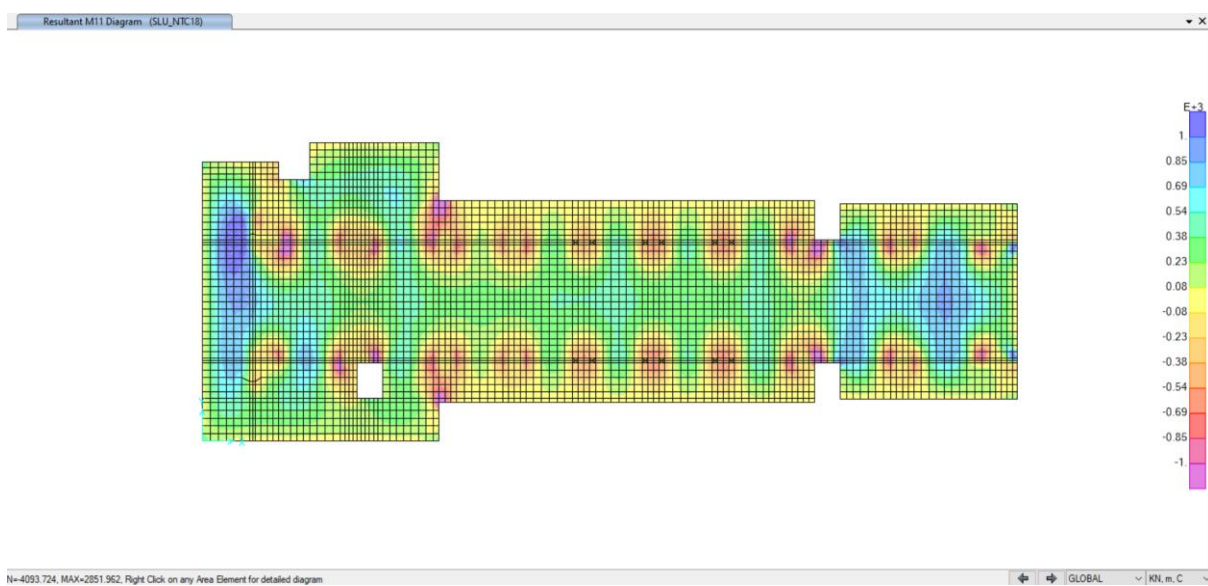 Resultant M11 Diagram (SLU_NTC18)
E+3
1.
0.85
0.69
0.54
0.38
0.23
0.08
-0.08
-0.23
-0.38
-0.54
-0.69
-0.85
-1.
N=-4093.724, MAX=2851.962, Right Click on any Area Element for detailed diagram
GLOBAL
KN, m, C